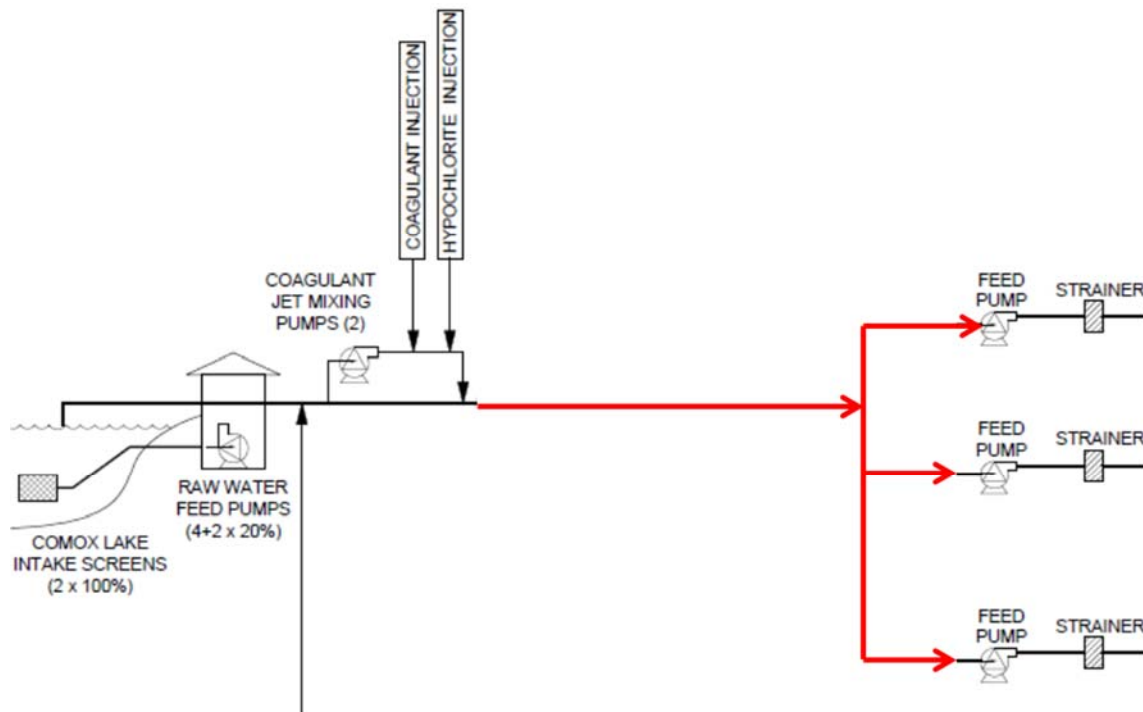 COAGULANT INJECTION
HYPOCHLORITE INJECTION
COAGULANT
JET MIXING
PUMPS (2)
RAW WATER
FEED PUMPS
(4+2 x 20%)
COMOX LAKE
INTAKE SCREENS
(2 x 100%)
FEED
PUMP
STRAINER
FEED
PUMP
STRAINER
FEED
PUMP
STRAINER